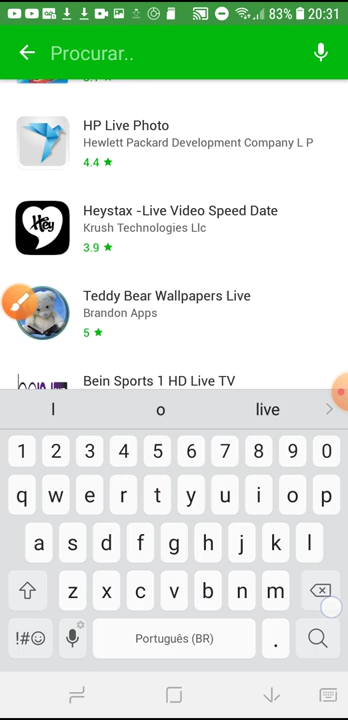 83% 20:31
Procurar..
HP Live Photo
Hewlett Packard Development Company L P
4.4 ★
Hey
Heystax -Live Video Speed Date
Krush Technologies Llc
3.9 ★
Teddy Bear Wallpapers Live
Brandon Apps
5 ★
Bein Sports 1 HD Live TV
I o live
1 2 3 4 5 6 7 8 9 0
q w e r t y u i o p
a s d f g h j k l
z x c v b n m
!#☺ Português (BR) .